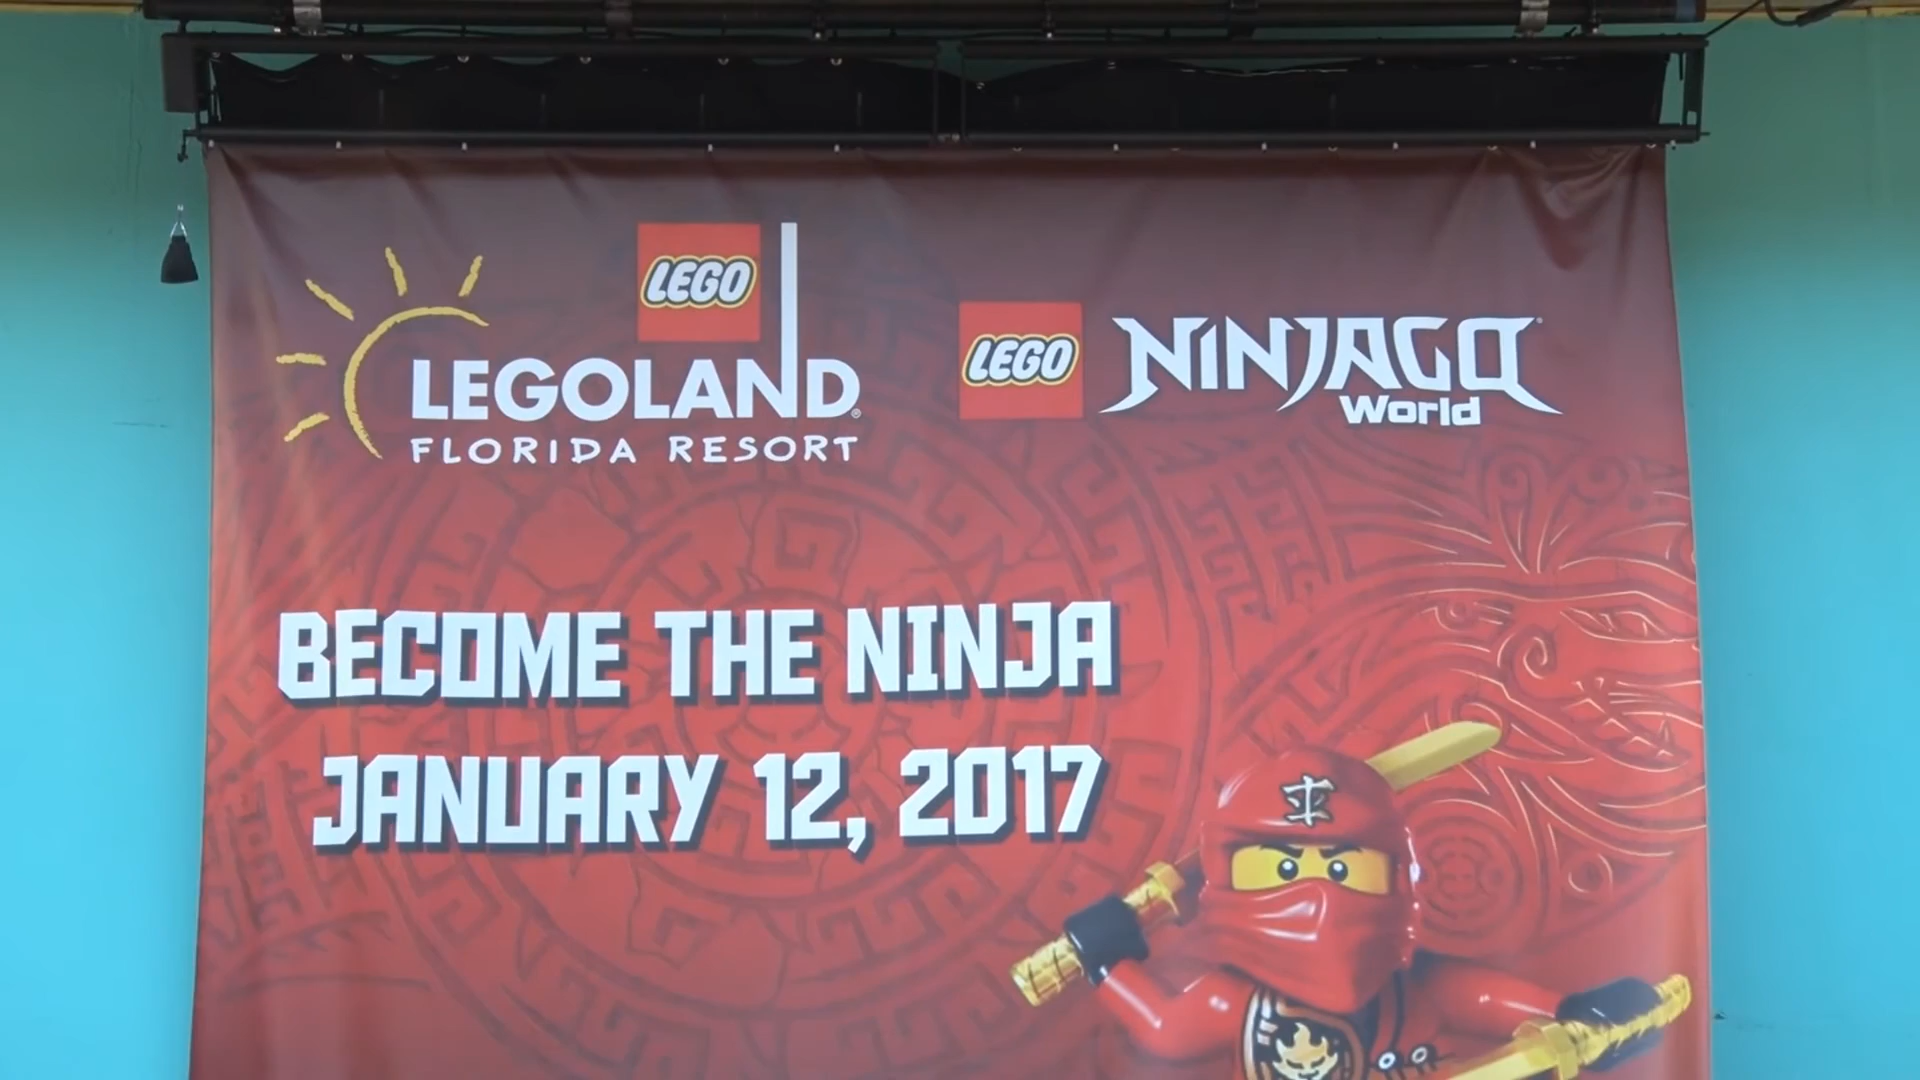 LEGO
LEGOLAND®
FLORIDA RESORT
LEGO NINJAGO
World
BECOME THE NINJA
JANUARY 12, 2017